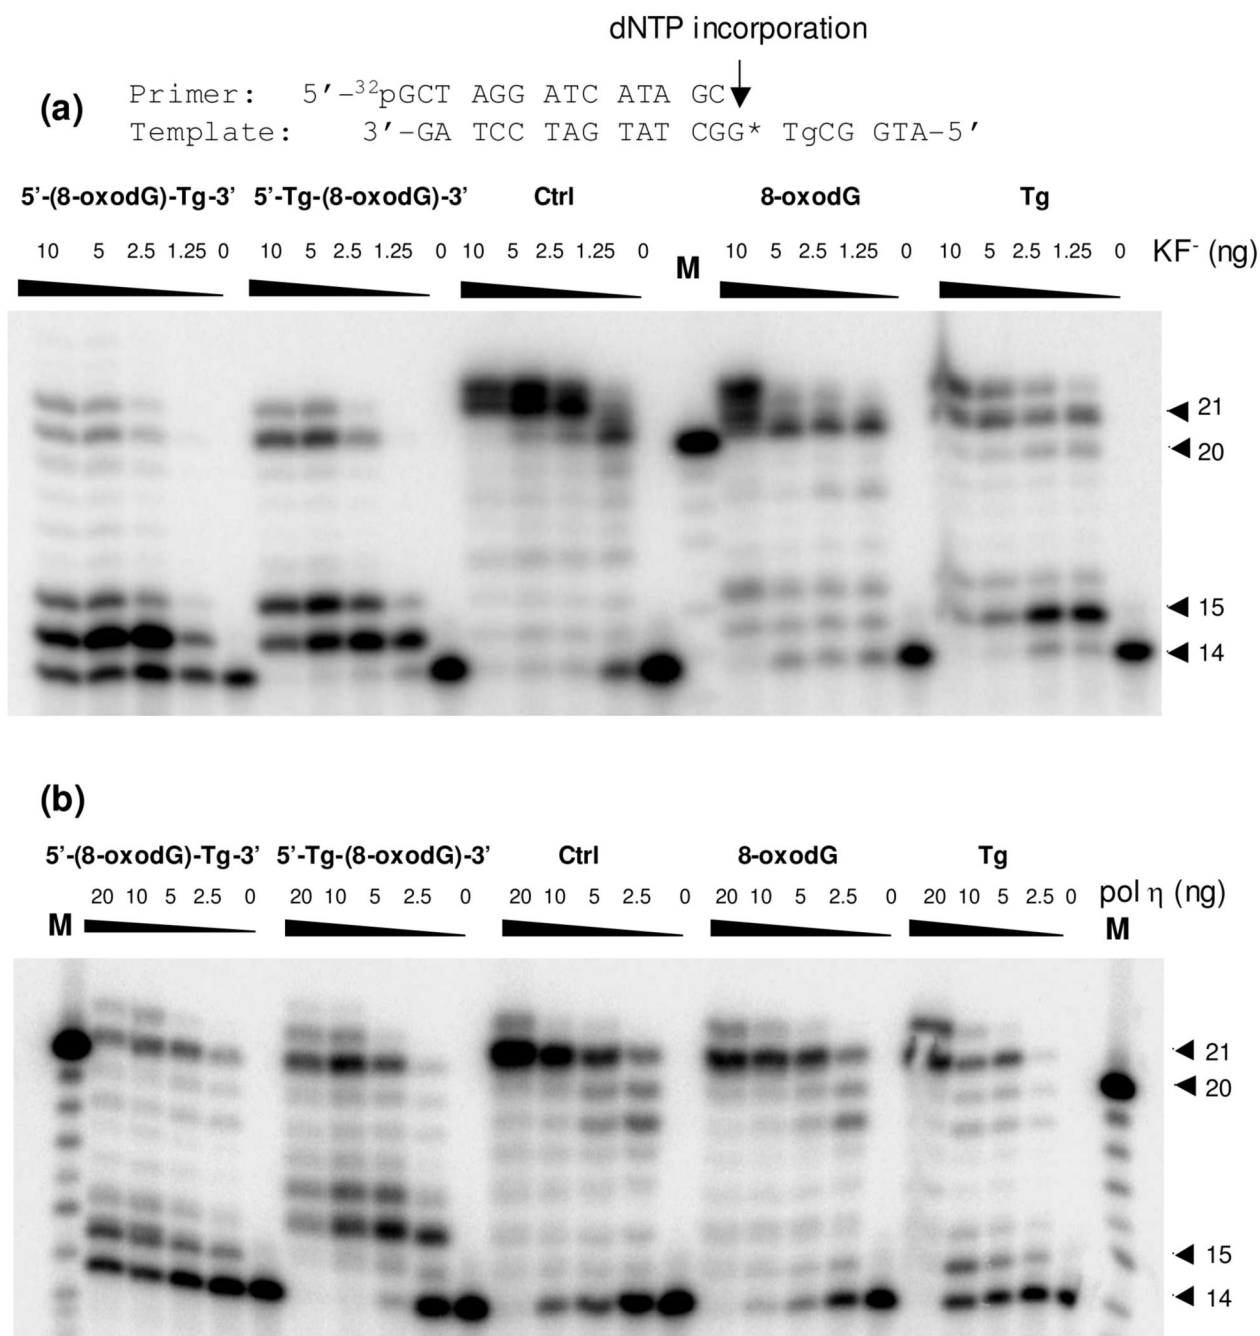 dNTP incorporation
(a) Primer: 5′-³²pGCT AGG ATC ATA GC
Template: 3′-GA TCC TAG TAT CGG* TgCG GTA-5′
5'-(8-oxodG)-Tg-3' 5'-Tg-(8-oxodG)-3' Ctrl 8-oxodG Tg
10 5 2.5 1.25 0 10 5 2.5 1.25 0 10 5 2.5 1.25 0 M 10 5 2.5 1.25 0 10 5 2.5 1.25 0 KF⁻ (ng)
21
20
15
14
(b)
5'-(8-oxodG)-Tg-3' 5'-Tg-(8-oxodG)-3' Ctrl 8-oxodG Tg
M 20 10 5 2.5 0 20 10 5 2.5 0 20 10 5 2.5 0 20 10 5 2.5 0 20 10 5 2.5 0 pol η (ng)
M
21
20
15
14